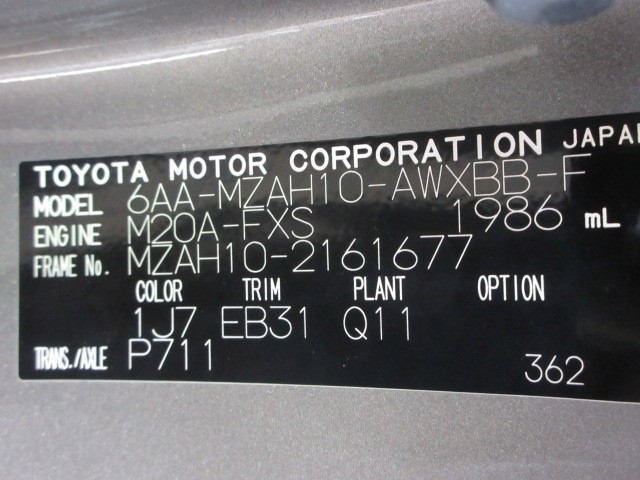 TOYOTA MOTOR CORPORATION JAPAN
MODEL 6AA-MZAH10-AWXBB-F
ENGINE M20A-FXS 1986 mL
FRAME No. MZAH10-2161677
COLOR TRIM PLANT OPTION
1J7 EB31 Q11
TRANS./AXLE P711
362